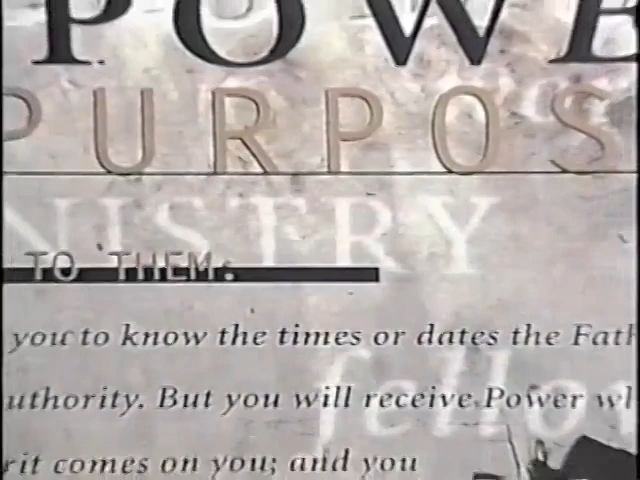 POWE
PURPOS
NISTRY
TO THEM:
you to know the times or dates the Fath
uthority. But you will receive Power wh
fellow
rit comes on you; and you